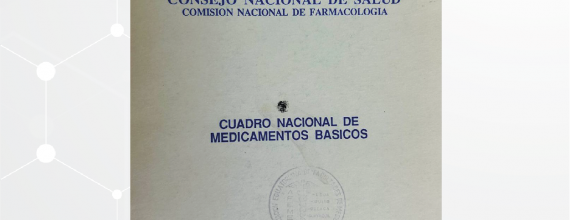 CONSEJO NACIONAL DE SALUD
COMISION NACIONAL DE FARMACOLOGIA
CUADRO NACIONAL DE
MEDICAMENTOS BASICOS